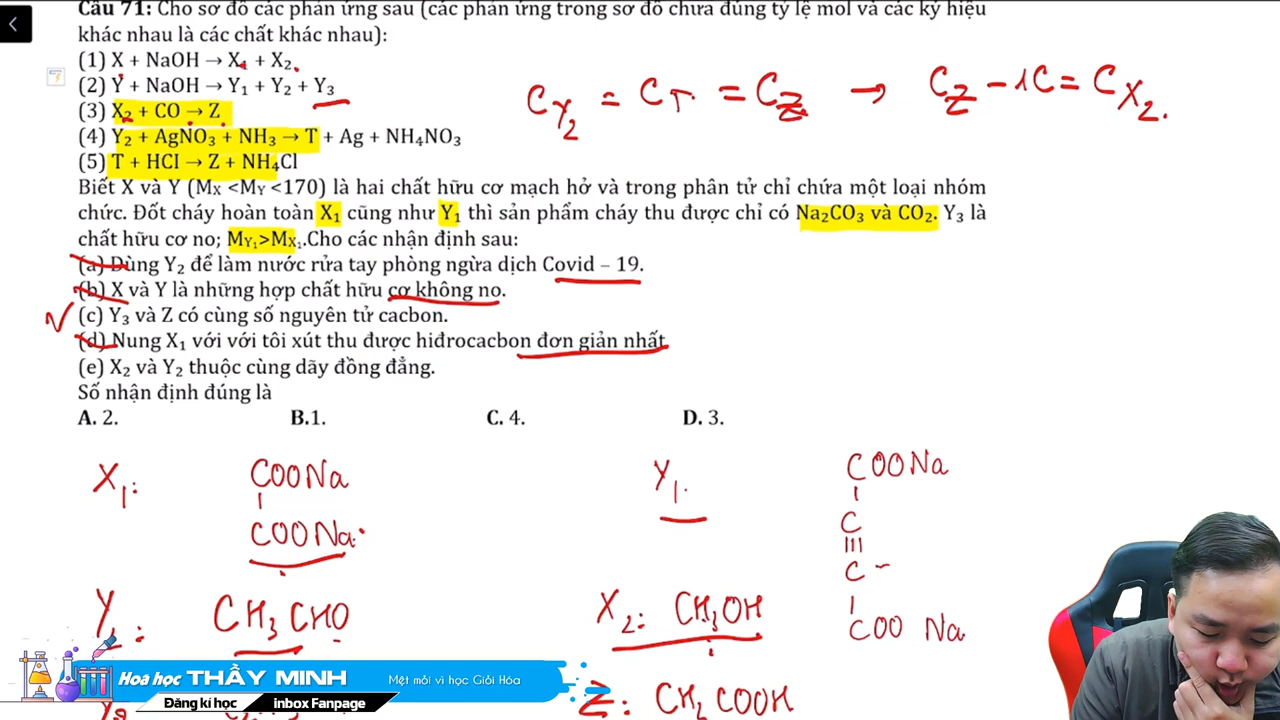 Câu 71: Cho sơ đồ các phản ứng sau (các phản ứng trong sơ đồ chưa đúng tỷ lệ mol và các ký hiệu
khác nhau là các chất khác nhau):
(1) X + NaOH → X₁ + X₂
(2) Y + NaOH → Y₁ + Y₂ + Y₃
(3) X₂ + CO → Z
(4) Y₂ + AgNO₃ + NH₃ → T + Ag + NH₄NO₃
(5) T + HCl → Z + NH₄Cl
C Y₂ = C T = C Z → C Z - 1C = C X₂.
Biết X và Y (Mx <Mʏ <170) là hai chất hữu cơ mạch hở và trong phân tử chỉ chứa một loại nhóm
chức. Đốt cháy hoàn toàn X₁ cũng như Y₁ thì sản phẩm cháy thu được chỉ có Na₂CO₃ và CO₂. Y₃ là
chất hữu cơ no; Mʏ₁>Mx₁.Cho các nhận định sau:
(a) Dùng Y₂ để làm nước rửa tay phòng ngừa dịch Covid – 19.
(b) X và Y là những hợp chất hữu cơ không no.
(c) Y₃ và Z có cùng số nguyên tử cacbon.
(d) Nung X₁ với với tôi xút thu được hiđrocacbon đơn giản nhất
(e) X₂ và Y₂ thuộc cùng dãy đồng đẳng.
Số nhận định đúng là
A. 2. B.1. C. 4. D. 3.
X₁: COONa
COONa
Y₁: COONa
C
C
COO Na
CH₃CHO
X₂: CH₃OH
Z: CH₃COOH
Hoá học THẦY MINH
Mệt mỏi vì học Giỏi Hóa
Đăng kí học inbox Fanpage